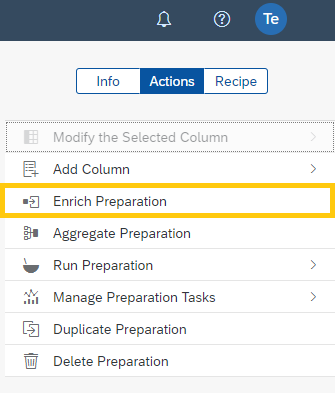 Te
Info Actions Recipe
Modify the Selected Column
Add Column
Enrich Preparation
Aggregate Preparation
Run Preparation
Manage Preparation Tasks
Duplicate Preparation
Delete Preparation